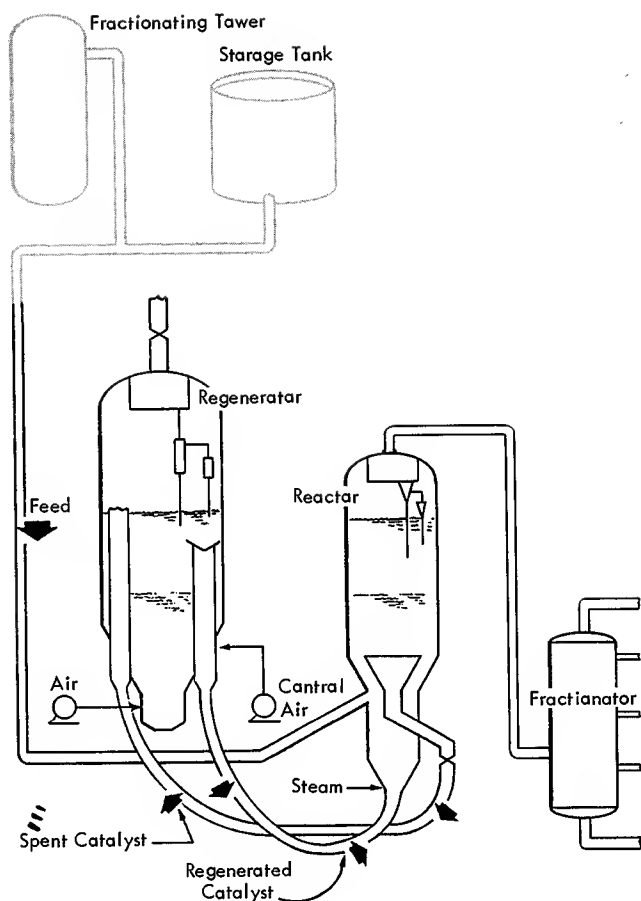 Fractionating Tawer
Starage Tank
Regeneratar
Reactar
Feed
Air
Cantral
Air
Fractianator
Steam
Spent Catalyst
Regenerated
Catalyst